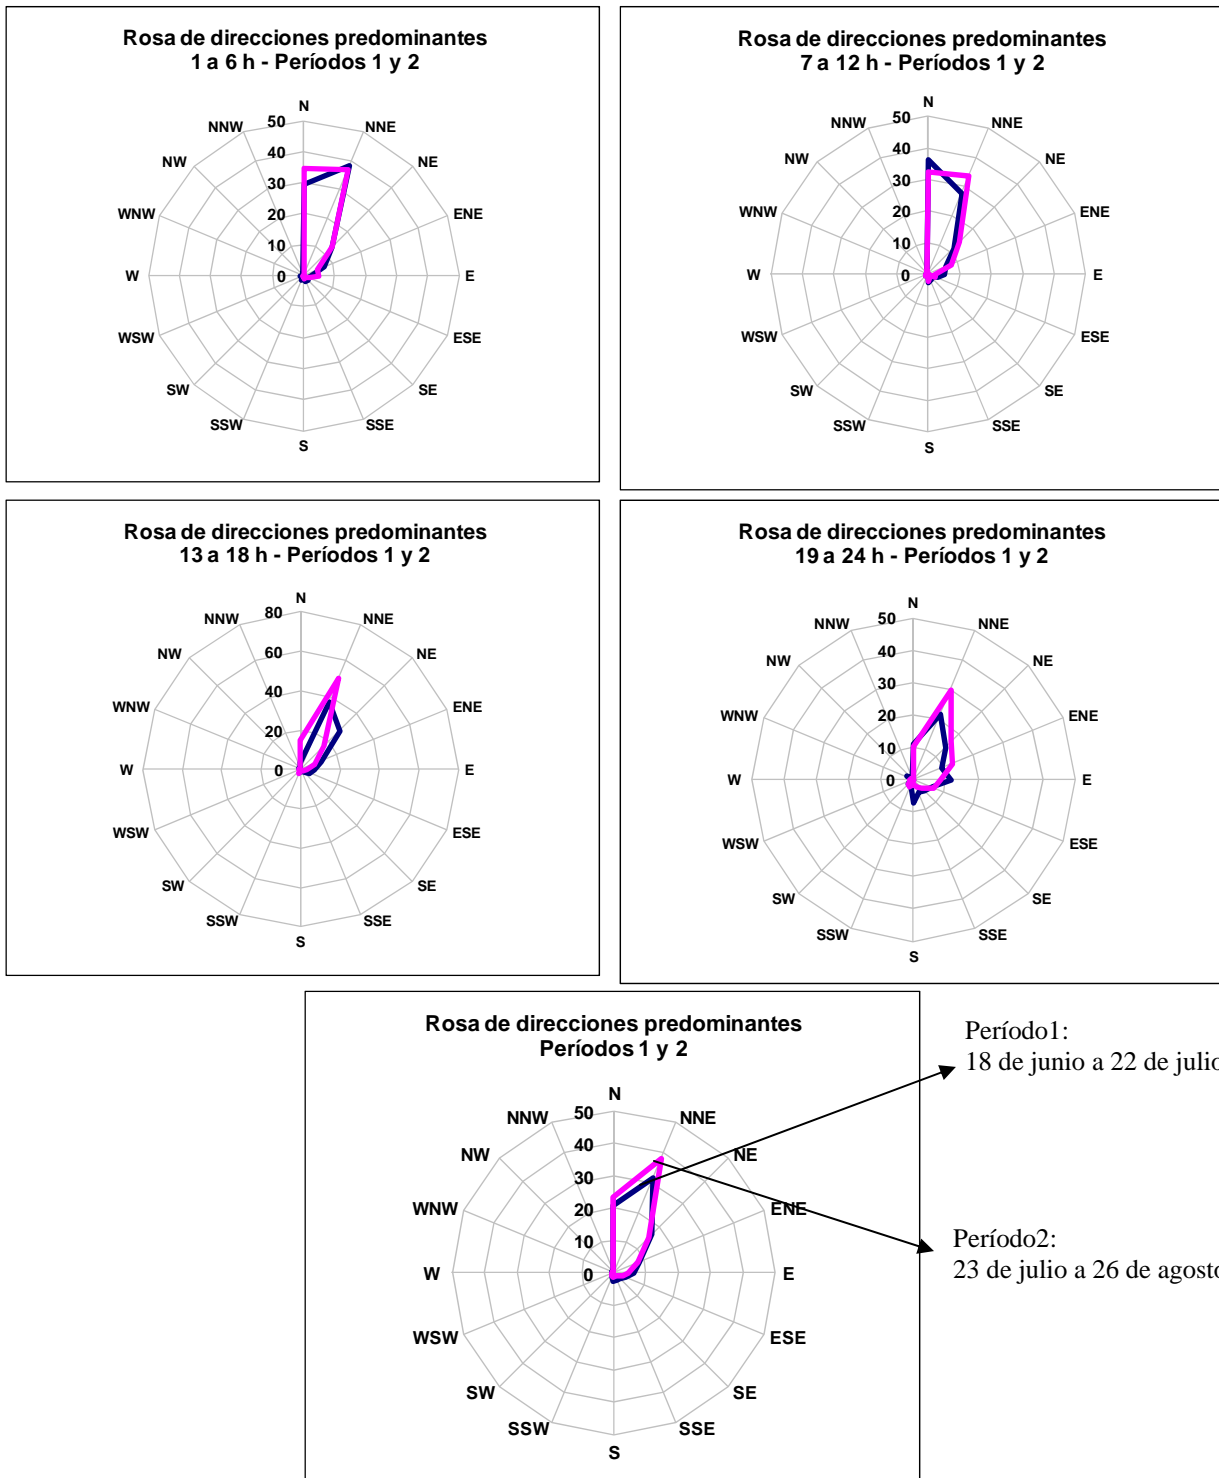 Rosa de direcciones predominantes
1 a 6 h - Períodos 1 y 2
N
NNE
NE
ENE
E
ESE
SE
SSE
S
SSW
SW
WSW
W
WNW
NW
NNW
50
40
30
20
10
0
Rosa de direcciones predominantes
7 a 12 h - Períodos 1 y 2
N
NNE
NE
ENE
E
ESE
SE
SSE
S
SSW
SW
WSW
W
WNW
NW
NNW
50
40
30
20
10
0
Rosa de direcciones predominantes
13 a 18 h - Períodos 1 y 2
N
NNE
NE
ENE
E
ESE
SE
SSE
S
SSW
SW
WSW
W
WNW
NW
NNW
80
60
40
20
0
Rosa de direcciones predominantes
19 a 24 h - Períodos 1 y 2
N
NNE
NE
ENE
E
ESE
SE
SSE
S
SSW
SW
WSW
W
WNW
NW
NNW
50
40
30
20
10
0
Rosa de direcciones predominantes
Períodos 1 y 2
N
NNE
NE
ENE
E
ESE
SE
SSE
S
SSW
SW
WSW
W
WNW
NW
NNW
50
40
30
20
10
0
Período1:
18 de junio a 22 de julio
Período2:
23 de julio a 26 de agosto